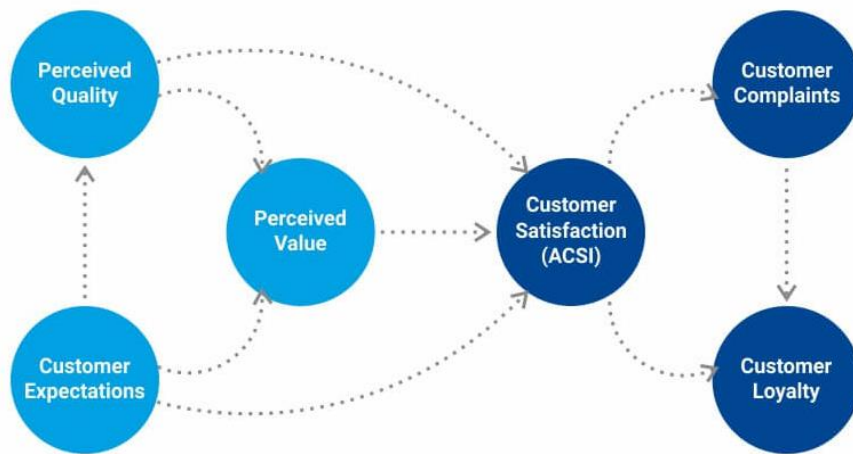 Perceived
Quality
Customer
Complaints
Perceived
Value
Customer
Satisfaction
(ACSI)
Customer
Expectations
Customer
Loyalty